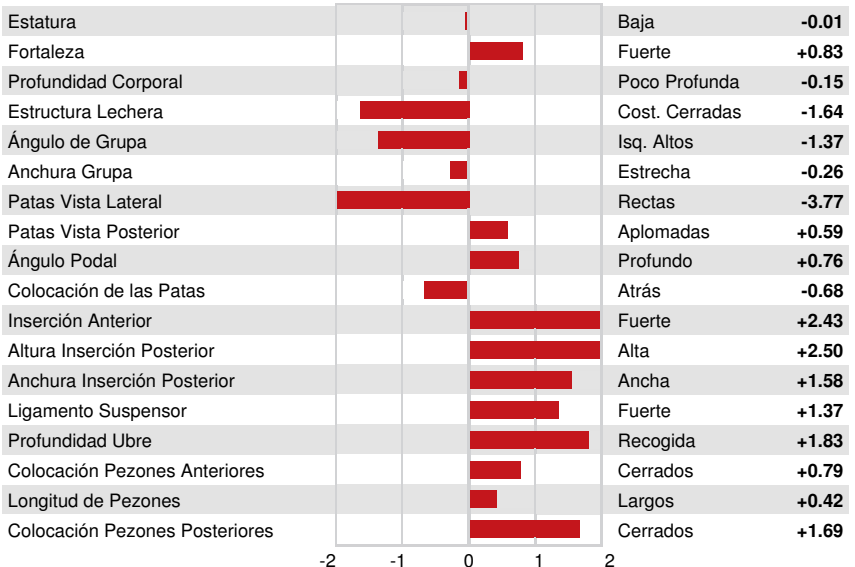 Estatura Baja -0.01
Fortaleza Fuerte +0.83
Profundidad Corporal Poco Profunda -0.15
Estructura Lechera Cost. Cerradas -1.64
Ángulo de Grupa Isq. Altos -1.37
Anchura Grupa Estrecha -0.26
Patas Vista Lateral Rectas -3.77
Patas Vista Posterior Aplomadas +0.59
Ángulo Podal Profundo +0.76
Colocación de las Patas Atrás -0.68
Inserción Anterior Fuerte +2.43
Altura Inserción Posterior Alta +2.50
Anchura Inserción Posterior Ancha +1.58
Ligamento Suspensor Fuerte +1.37
Profundidad Ubre Recogida +1.83
Colocación Pezones Anteriores Cerrados +0.79
Longitud de Pezones Largos +0.42
Colocación Pezones Posteriores Cerrados +1.69
-2 -1 0 1 2